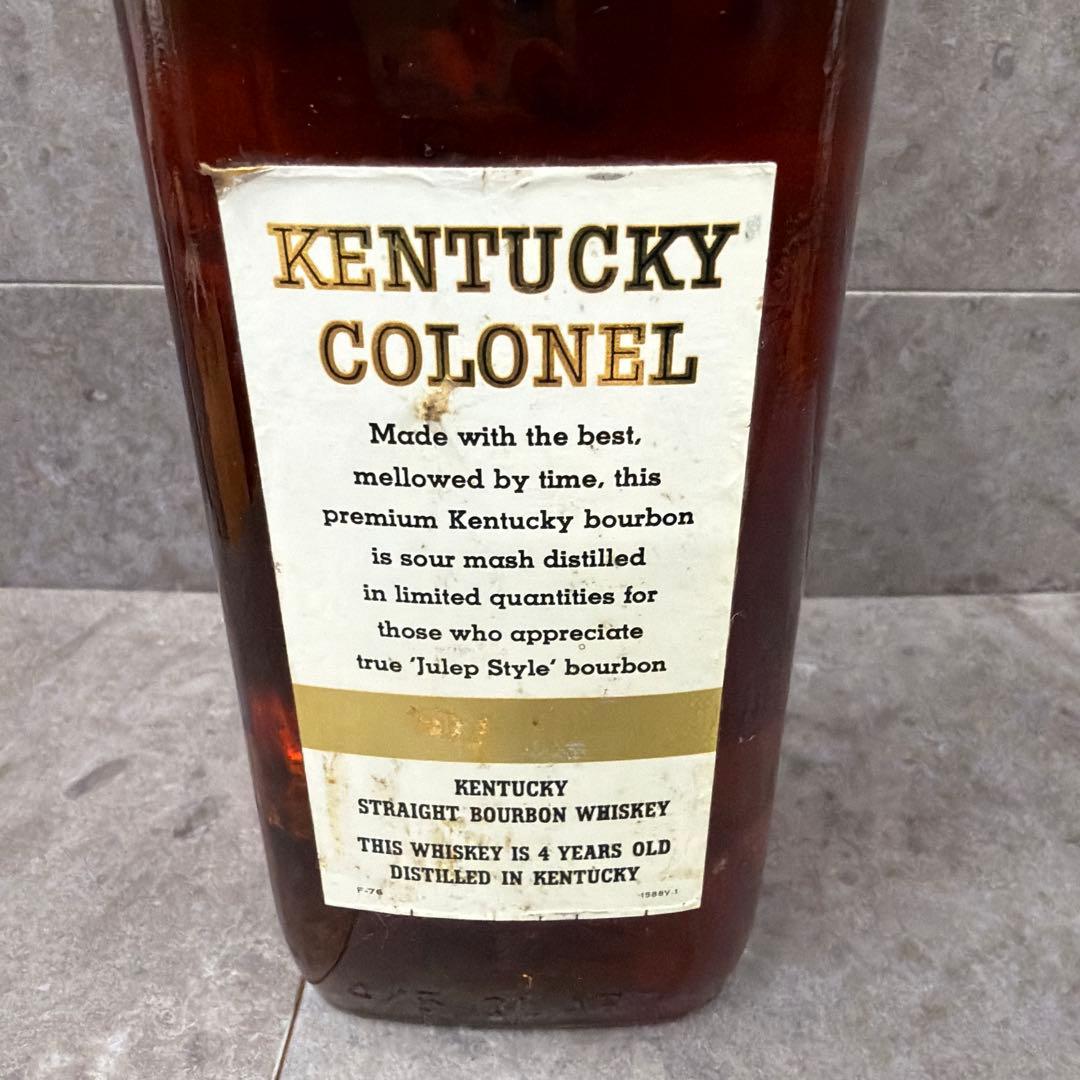 KENTUCKY
COLONEL
Made with the best,
mellowed by time, this
premium Kentucky bourbon
is sour mash distilled
in limited quantities for
those who appreciate
true 'Julep Style' bourbon
KENTUCKY
STRAIGHT BOURBON WHISKEY
THIS WHISKEY IS 4 YEARS OLD
DISTILLED IN KENTUCKY
F-76 1588V.1